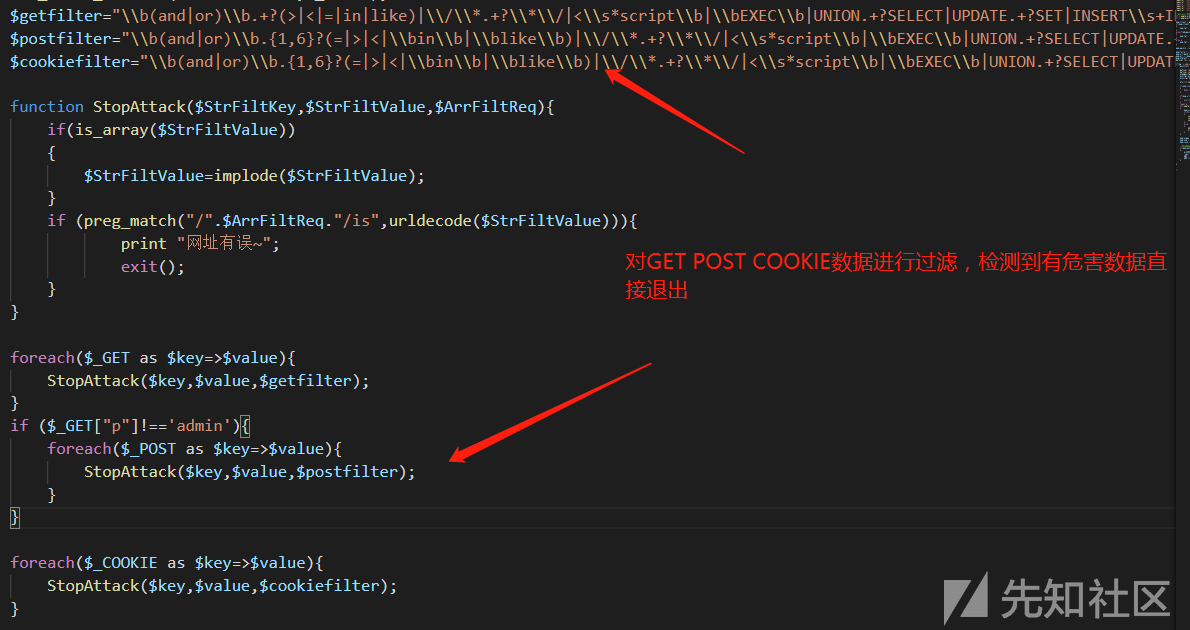 $getfilter="\\b(and|or)\\b.+?(>|<|=|in|like)|\\/\\*.+?\\*\\/|<\\s*script\\b|\\bEXEC\\b|UNION.+?SELECT|UPDATE.+?SET|INSERT\\s+I
$postfilter="\\b(and|or)\\b.{1,6}?(=|>|<|\\bin\\b|\\blike\\b)|\\/\\*.+?\\*\\/|<\\s*script\\b|\\bEXEC\\b|UNION.+?SELECT|UPDATE.
$cookiefilter="\\b(and|or)\\b.{1,6}?(=|>|<|\\bin\\b|\\blike\\b)|\\/\\*.+?\\*\\/|<\\s*script\\b|\\bEXEC\\b|UNION.+?SELECT|UPDAT
function StopAttack($StrFiltKey,$StrFiltValue,$ArrFiltReq){
if(is_array($StrFiltValue))
{
$StrFiltValue=implode($StrFiltValue);
}
if (preg_match("/".$ArrFiltReq."/is",urldecode($StrFiltValue))){
print "网址有误~";
exit();
}
}
对GET POST COOKIE数据进行过滤，检测到有危害数据直
接退出
foreach($_GET as $key=>$value){
StopAttack($key,$value,$getfilter);
}
if ($_GET["p"]!=='admin'){
foreach($_POST as $key=>$value){
StopAttack($key,$value,$postfilter);
}
}
foreach($_COOKIE as $key=>$value){
StopAttack($key,$value,$cookiefilter);
}
先知社区